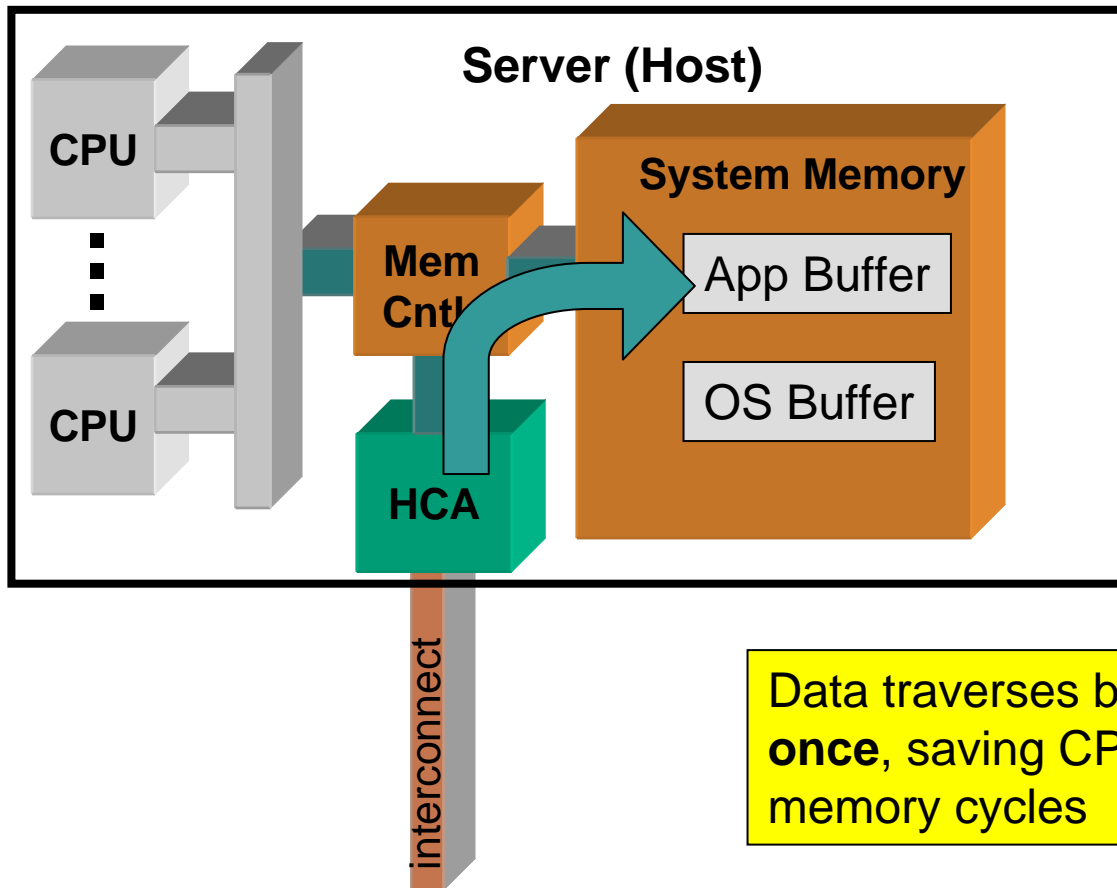 Server (Host)
CPU
CPU
Mem
System Memory
App Buffer
OS Buffer
HCA
interconnect
Data traverses
once, saving
memory cycles